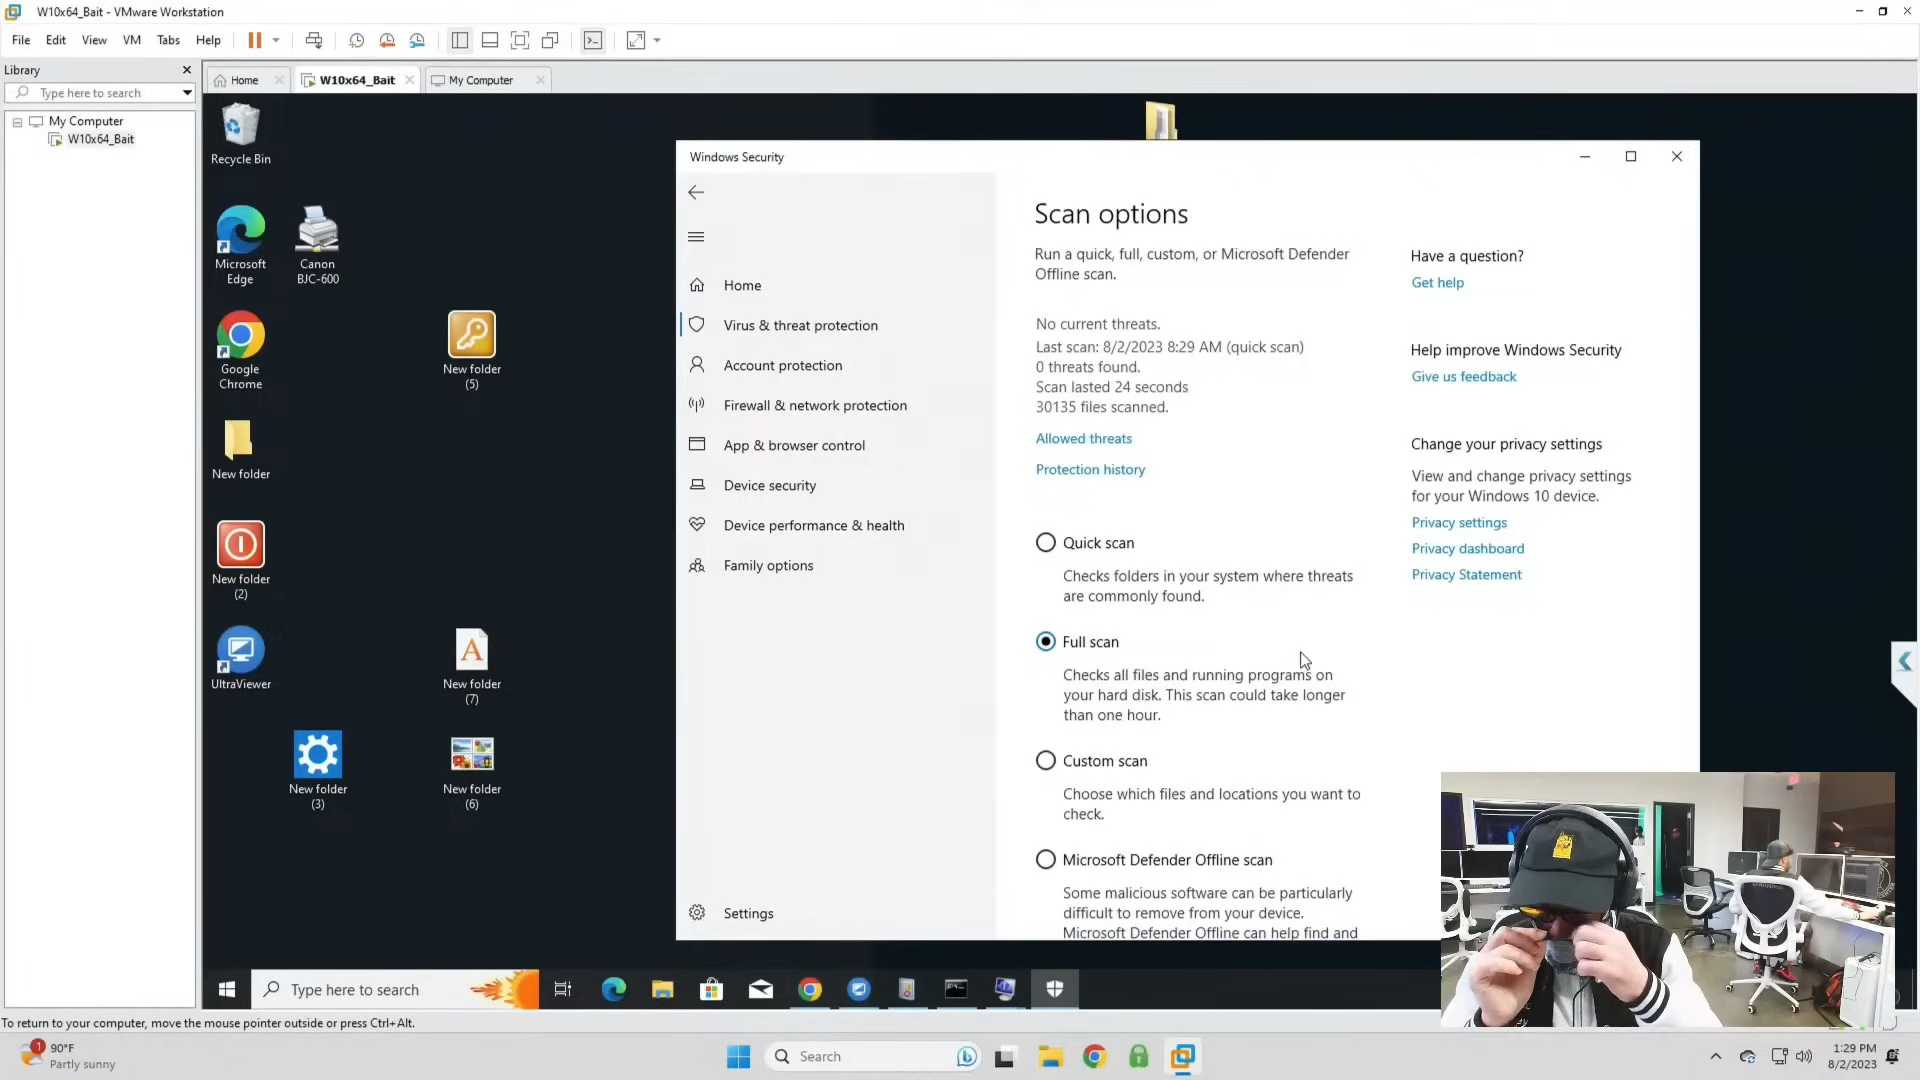 W10x64_Bait - VMware Workstation
File Edit View VM Tabs Help
Library
Type here to search
My Computer
W10x64_Bait
Home
W10x64_Bait
My Computer
Recycle Bin
Microsoft
Edge
Canon
BJC-600
Google
Chrome
New folder
(5)
New folder
New folder
(2)
UltraViewer
New folder
(7)
New folder
(3)
New folder
(6)
Windows Security
Home
Virus & threat protection
Account protection
Firewall & network protection
App & browser control
Device security
Device performance & health
Family options
Settings
Scan options
Run a quick, full, custom, or Microsoft Defender
Offline scan.
No current threats.
Last scan: 8/2/2023 8:29 AM (quick scan)
0 threats found.
Scan lasted 24 seconds
30135 files scanned.
Allowed threats
Protection history
Quick scan
Checks folders in your system where threats
are commonly found.
Full scan
Checks all files and running programs on
your hard disk. This scan could take longer
than one hour.
Custom scan
Choose which files and locations you want to
check.
Microsoft Defender Offline scan
Some malicious software can be particularly
difficult to remove from your device.
Microsoft Defender Offline can help find and
Have a question?
Get help
Help improve Windows Security
Give us feedback
Change your privacy settings
View and change privacy settings
for your Windows 10 device.
Privacy settings
Privacy dashboard
Privacy Statement
Type here to search
To return to your computer, move the mouse pointer outside or press Ctrl+Alt.
1
90°F
Partly sunny
Search
1:29 PM
8/2/2023